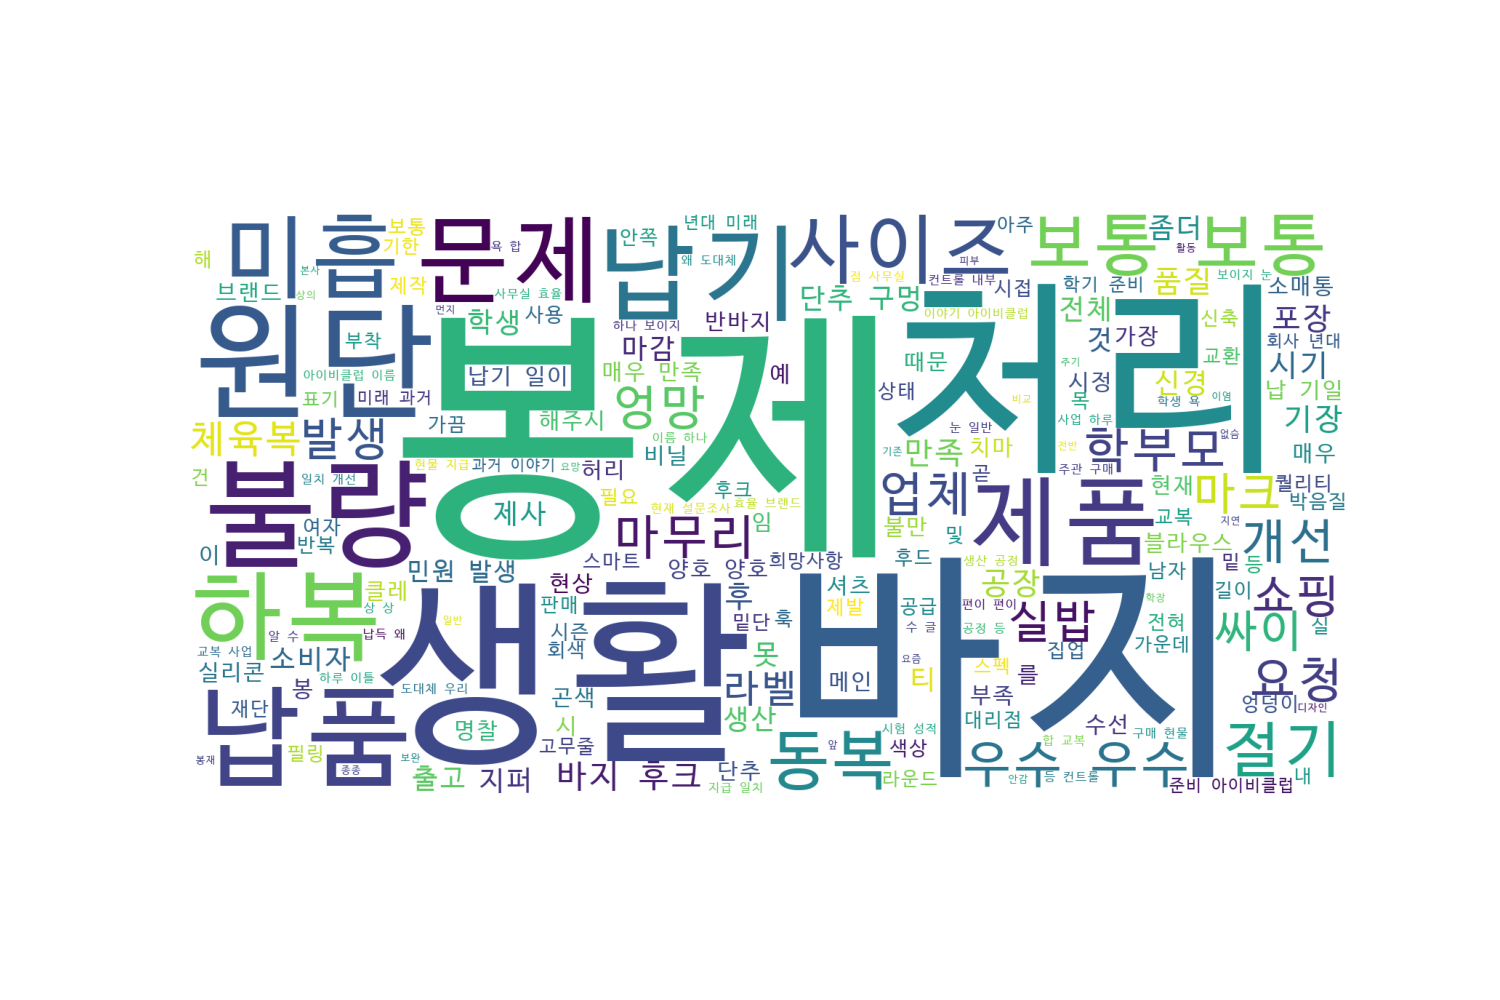 미흡
문제
납기
사이즈
보통 보통
보통
기한
해
본사
브랜드
상의
제작
욕 합
안쪽
년대 미래
왜 도대체
사무실 효율
먼지
아주
좀더
활동
피부
점 사무실
컨트롤 내부
시접
학기 준비
품질
보이지 눈
소매통
원단
봉제
처리
부착
학생
사용
하나 보이지
반바지
단추 구멍
이야기 아이비클럽
전체
것
가장
신축
포장
회사 년대
마감
매우 만족
예
때문
주기
시정
교환
시기
아이비클럽 이름
표기
미래 과거
납기 일이
엉망
상태
비교
목
신경
학생 욕
이염
납 기일
체육복
발생
가끔
해주시
이름 하나
비닐
눈 일반
사업 하루
기장
기존
만족
치마
전반
학부모
없슴
매우
건
불량
일치 개선
현물 지급
과거 이야기
요망
허리
곧
주관 구매
필요
후크
현재 설문조사
효율 브랜드
업체
제품
현재
마크
퀄리티
박음질
여자
반복
제사
마무리
임
불만
및
교복
지연
개선
이
블라우스
민원 발생
스마트
양호 양호
희망사항
후드
생산 공정
밑
등
하복
클레
현상
생활
바지
셔츠
공장
남자
길이
쇼핑
상 상
판매
후
제발
공급
편이 편이
학장
알 수
납득 왜
일반
시즌
밑단
훅
수 글
공정 등
실밥
전혀
싸이
실
교복 사업
소비자
회색
못
요즘
집업
가운데
실리콘
하루 이틀
도대체 우리
라벨
메인
티
스펙
를
요청
납품
봉
곤색
부족
엉덩이
디자인
재단
명찰
시
생산
시험 성적
대리점
수선
구매 현물
절기
봉재
필링
보완
고무줄
동복
앞
색상
합 교복
우수 우수
종종
출고
지퍼
바지 후크
단추
지급 일치
라운드
안감
등 컨트롤
내
준비 아이비클럽